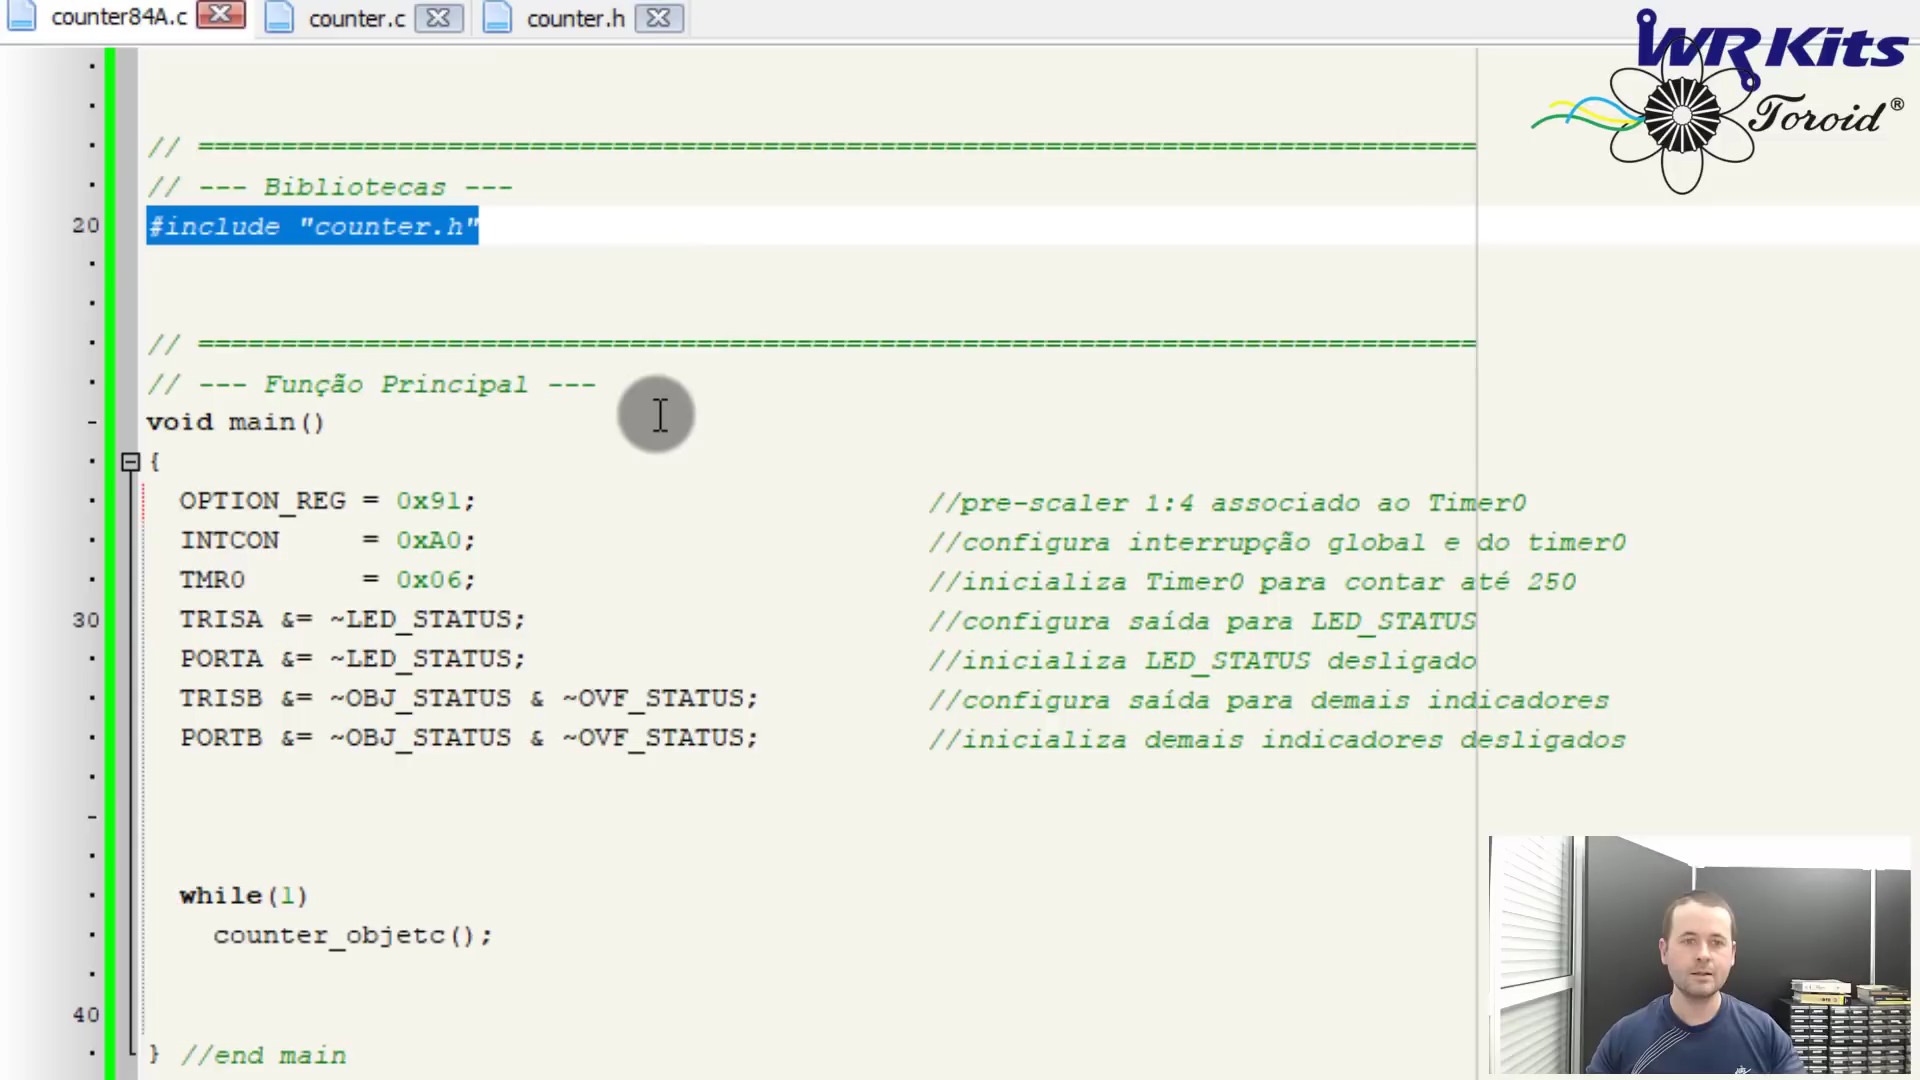 counter84A.c counter.c counter.h
WR Kits
Toroid®
// =============================================================================
// --- Bibliotecas ---
20 #include "counter.h"
// =============================================================================
// --- Função Principal ---
void main()
{
OPTION_REG = 0x91; //pre-scaler 1:4 associado ao Timer0
INTCON = 0xA0; //configura interrupção global e do timer0
TMR0 = 0x06; //inicializa Timer0 para contar até 250
30 TRISA &= ~LED_STATUS; //configura saída para LED_STATUS
PORTA &= ~LED_STATUS; //inicializa LED_STATUS desligado
TRISB &= ~OBJ_STATUS & ~OVF_STATUS; //configura saída para demais indicadores
PORTB &= ~OBJ_STATUS & ~OVF_STATUS; //inicializa demais indicadores desligados
while(1)
counter_objetc();
40
} //end main